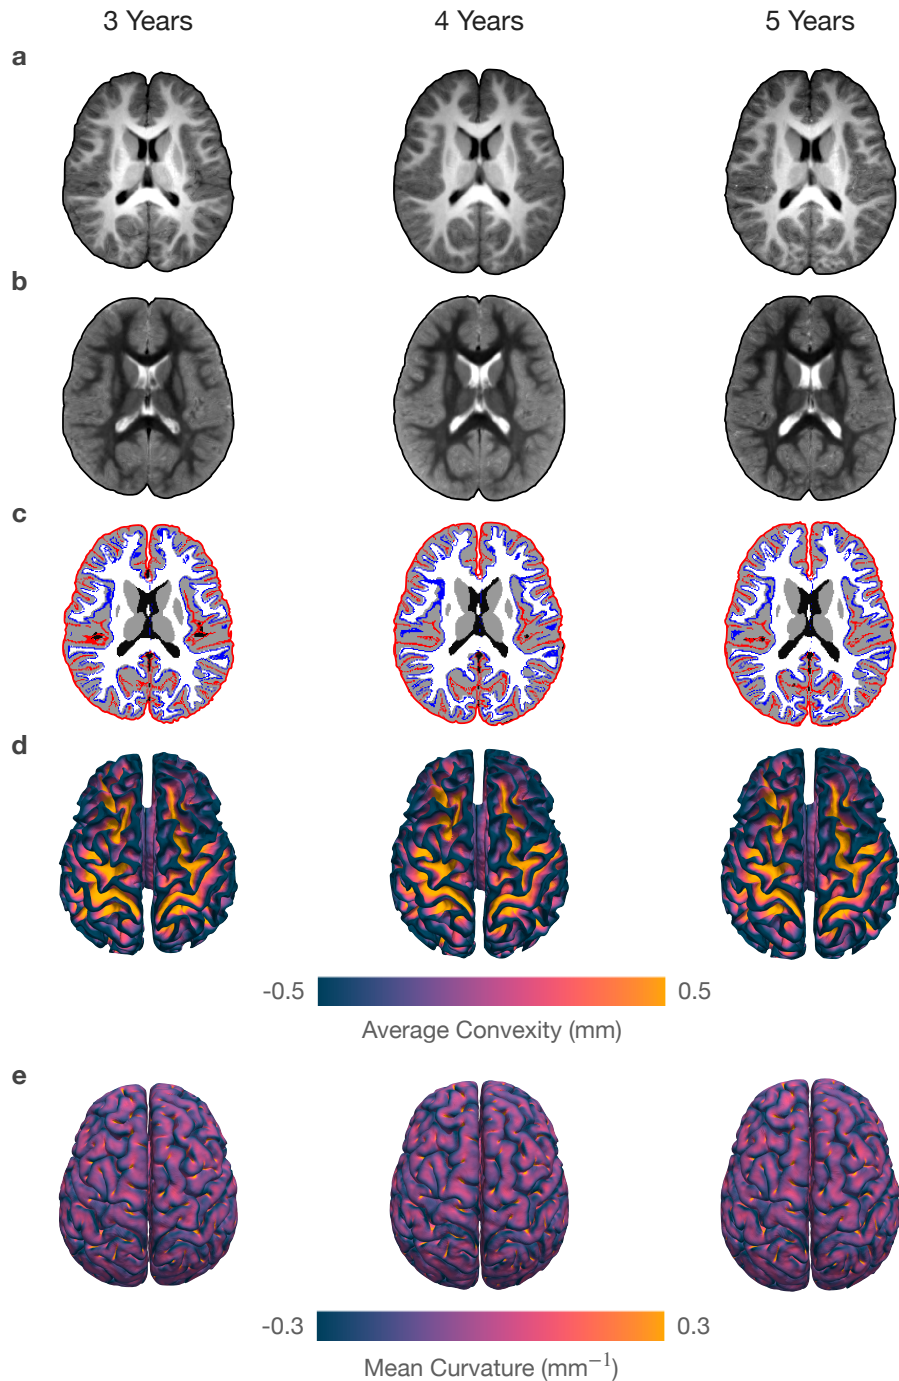 3 Years 4 Years 5 Years
a
b
c
d
-0.5 0.5
Average Convexity (mm)
e
-0.3 0.3
Mean Curvature (mm⁻¹)